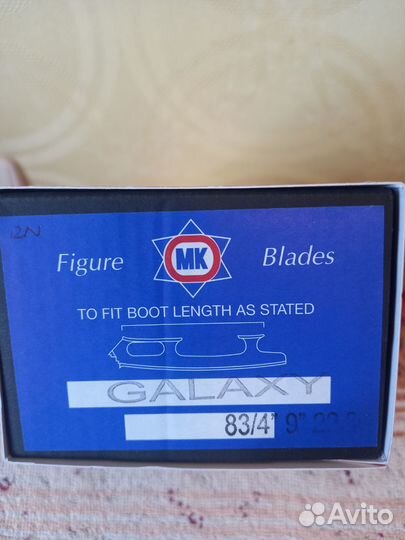 12N
Figure MK Blades
TO FIT BOOT LENGTH AS STATED
GALAXY
83/4" 9"
Avito